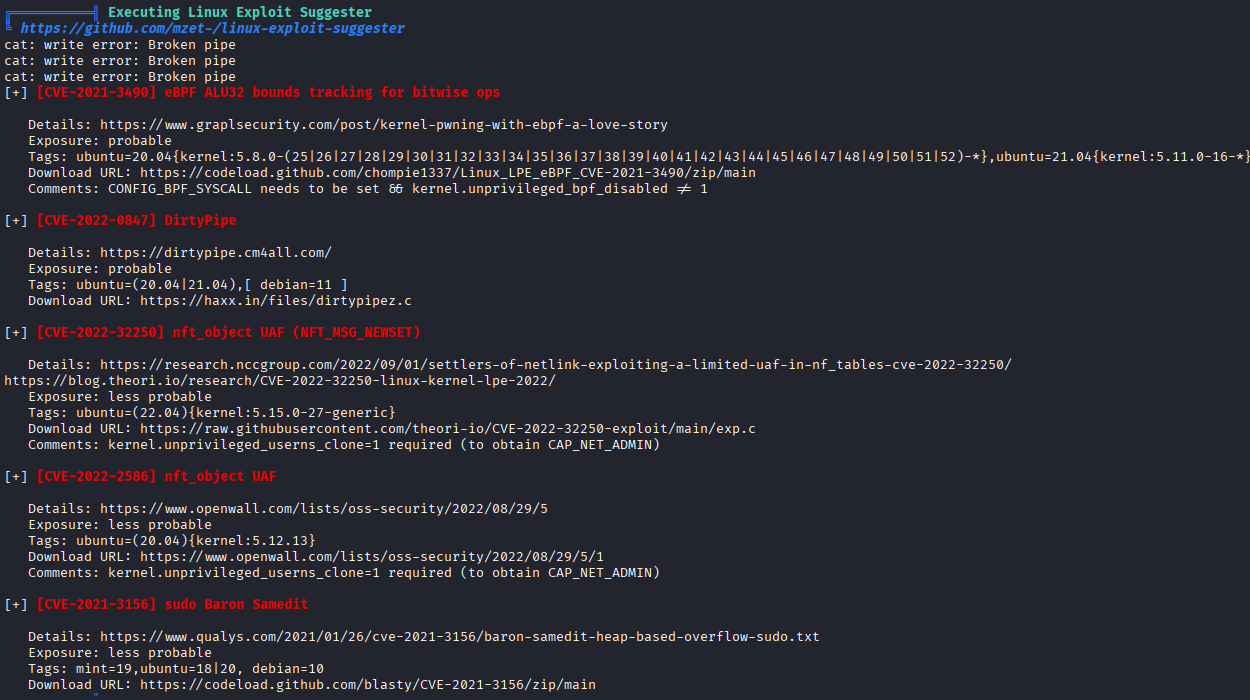 ╔══════════╣ Executing Linux Exploit Suggester
╚ https://github.com/mzet-/linux-exploit-suggester
cat: write error: Broken pipe
cat: write error: Broken pipe
cat: write error: Broken pipe
[+] [CVE-2021-3490] eBPF ALU32 bounds tracking for bitwise ops
Details: https://www.graplsecurity.com/post/kernel-pwning-with-ebpf-a-love-story
Exposure: probable
Tags: ubuntu=20.04{kernel:5.8.0-(25|26|27|28|29|30|31|32|33|34|35|36|37|38|39|40|41|42|43|44|45|46|47|48|49|50|51|52)-*},ubuntu=21.04{kernel:5.11.0-16-*}
Download URL: https://codeload.github.com/chompie1337/Linux_LPE_eBPF_CVE-2021-3490/zip/main
Comments: CONFIG_BPF_SYSCALL needs to be set && kernel.unprivileged_bpf_disabled != 1
[+] [CVE-2022-0847] DirtyPipe
Details: https://dirtypipe.cm4all.com/
Exposure: probable
Tags: ubuntu=(20.04|21.04),[ debian=11 ]
Download URL: https://haxx.in/files/dirtypipez.c
[+] [CVE-2022-32250] nft_object UAF (NFT_MSG_NEWSET)
Details: https://research.nccgroup.com/2022/09/01/settlers-of-netlink-exploiting-a-limited-uaf-in-nf_tables-cve-2022-32250/
https://blog.theori.io/research/CVE-2022-32250-linux-kernel-lpe-2022/
Exposure: less probable
Tags: ubuntu=(22.04){kernel:5.15.0-27-generic}
Download URL: https://raw.githubusercontent.com/theori-io/CVE-2022-32250-exploit/main/exp.c
Comments: kernel.unprivileged_userns_clone=1 required (to obtain CAP_NET_ADMIN)
[+] [CVE-2022-2586] nft_object UAF
Details: https://www.openwall.com/lists/oss-security/2022/08/29/5
Exposure: less probable
Tags: ubuntu=(20.04){kernel:5.12.13}
Download URL: https://www.openwall.com/lists/oss-security/2022/08/29/5/1
Comments: kernel.unprivileged_userns_clone=1 required (to obtain CAP_NET_ADMIN)
[+] [CVE-2021-3156] sudo Baron Samedit
Details: https://www.qualys.com/2021/01/26/cve-2021-3156/baron-samedit-heap-based-overflow-sudo.txt
Exposure: less probable
Tags: mint=19,ubuntu=18|20, debian=10
Download URL: https://codeload.github.com/blasty/CVE-2021-3156/zip/main